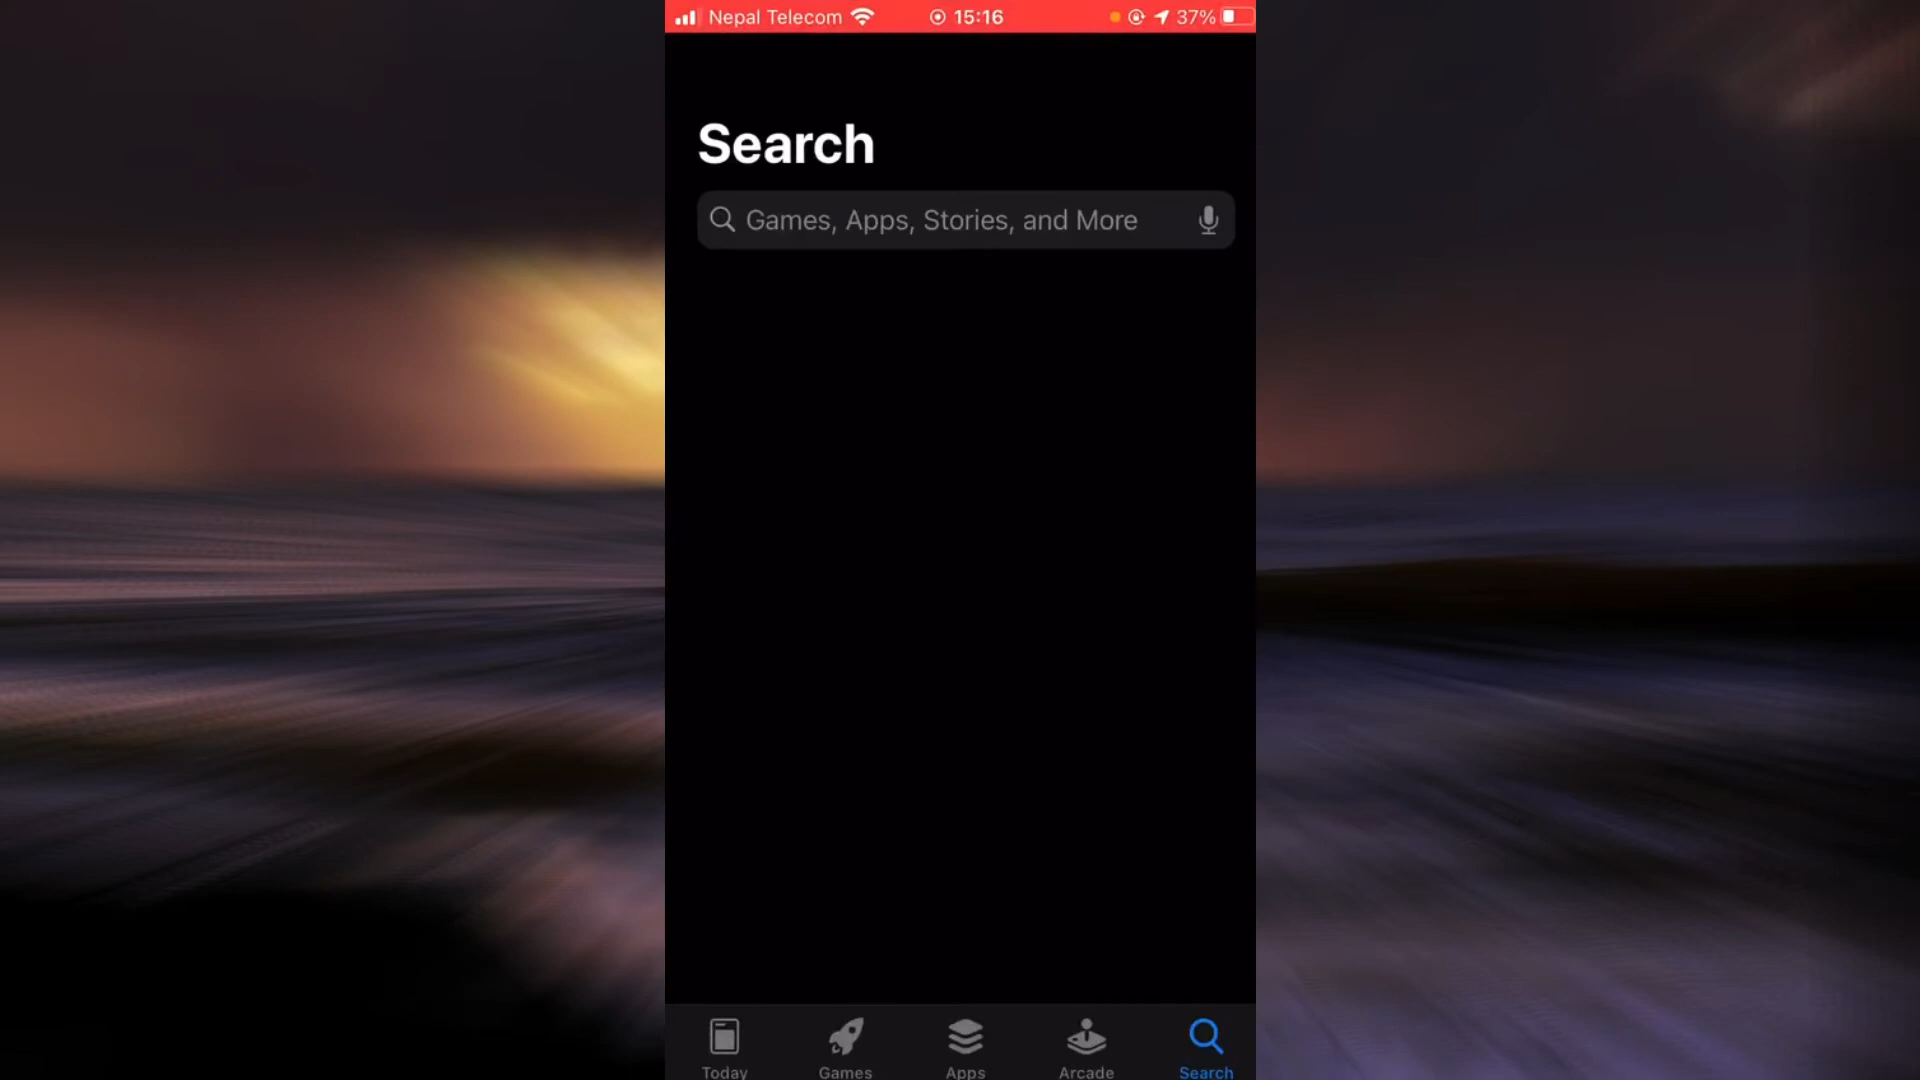 Nepal Telecom 15:16 37%
Search
Games, Apps, Stories, and More
Today Games Apps Arcade Search